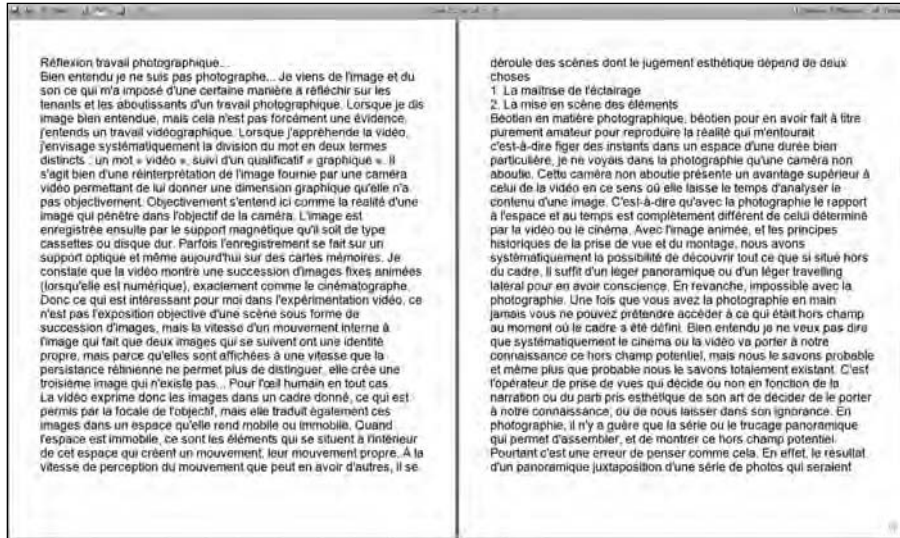 Réflexion travail photographique...
Bien entendu je ne suis pas photographe... Je viens de l'image et du
son ce qui m'a imposé d'une certaine manière a réfléchir sur les
tenants et les aboutissants d'un travail photographique. Lorsque je dis
image bien entendue, mais cela n'est pas forcément une évidence,
j'entends un travail vidéographique. Lorsque j'appréhende la vidéo,
j'envisage systématiquement la division du mot en deux termes
distincts : un mot « vidéo », suivi d'un qualificatif « graphique ». Il
s'agit bien d'une réinterprétation de l'image fournie par une caméra
vidéo permettant de lui donner une dimension graphique qu'elle n'a
pas objectivement. Objectivement s'entend ici comme la réalité d'une
image qui pénètre dans l'objectif de la caméra. L'image est
enregistrée ensuite par le support magnétique qu'il soit de type
cassettes ou disque dur. Parfois l'enregistrement se fait sur un
support optique et même aujourd'hui sur des cartes mémoires. Je
constate que la vidéo montre une succession d'images fixes animées
(lorsqu'elle est numérique), exactement comme le cinématographe.
Donc ce qui est intéressant pour moi dans l'expérimentation vidéo, ce
n'est pas l'exposition objective d'une scène sous forme de
succession d'images, mais la vitesse d'un mouvement interne à
l'image qui fait que deux images qui se suivent ont une identité
propre, mais parce qu'elles sont affichées à une vitesse que la
persistance rétinienne ne permet plus de distinguer, elle crée une
troisième image qui n'existe pas... Pour l'œil humain en tout cas.
La vidéo exprime donc les images dans un cadre donné, ce qui est
permis par la focale de l'objectif, mais elle traduit également ces
images dans un espace qu'elle rend mobile ou immobile. Quand
l'espace est immobile, ce sont les éléments qui se situent à l'intérieur
de cet espace qui créent un mouvement, leur mouvement propre. A la
vitesse de perception du mouvement que peut en avoir d'autres, il se
déroule des scènes dont le jugement esthétique dépend de deux
choses
1. La maîtrise de l'éclairage
2. La mise en scène des éléments
Béotien en matière photographique, béotien pour en avoir fait à titre
purement amateur pour reproduire la réalité qui m'entourait
c'est-à-dire figer des instants dans un espace d'une durée bien
particulière, je ne voyais dans la photographie qu'une caméra non
aboutie. Cette caméra non aboutie présente un avantage supérieur à
celui de la vidéo en ce sens où elle laisse le temps d'analyser le
contenu d'une image. C'est-à-dire qu'avec la photographie le rapport
à l'espace et au temps est complètement différent de celui déterminé
par la vidéo ou le cinéma. Avec l'image animée, et les principes
historiques de la prise de vue et du montage, nous avons
systématiquement la possibilité de découvrir tout ce que si situe hors
du cadre. Il suffit d'un léger panoramique ou d'un léger travelling
latéral pour en avoir conscience. En revanche, impossible avec la
photographie. Une fois que vous avez la photographie en main
jamais vous ne pouvez prétendre accéder à ce qui était hors champ
au moment où le cadre a été défini. Bien entendu je ne veux pas dire
que systématiquement le cinéma ou la vidéo va porter à notre
connaissance ce hors champ potentiel, mais nous le savons probable
et même plus que probable nous le savons totalement existant. C'est
l'opérateur de prise de vues qui décide ou non en fonction de la
narration ou du parti pris esthétique de son art de décider de le porter
à notre connaissance, ou de nous laisser dans son ignorance. En
photographie, il n'y a guère que la série ou le trucage panoramique
qui permet d'assembler, et de montrer ce hors champ potentiel.
Pourtant c'est une erreur de penser comme cela. En effet, le résultat
d'un panoramique juxtaposition d'une série de photos qui seraient